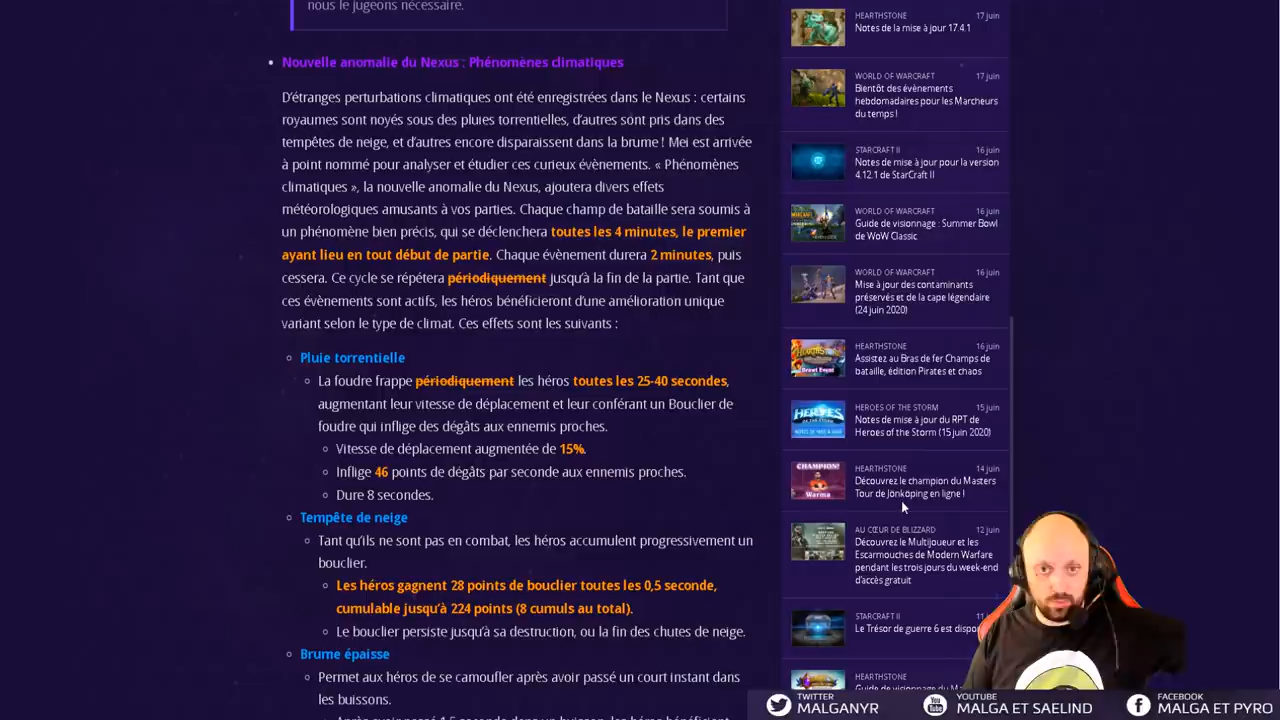 nous le jugeons nécessaire.
Nouvelle anomalie du Nexus : Phénomènes climatiques
D'étranges perturbations climatiques ont été enregistrées dans le Nexus : certains
royaumes sont noyés sous des pluies torrentielles, d'autres sont pris dans des
tempêtes de neige, et d'autres encore disparaissent dans la brume ! Mei est arrivée
à point nommé pour analyser et étudier ces curieux évènements. « Phénomènes
climatiques », la nouvelle anomalie du Nexus, ajoutera divers effets
météorologiques amusants à vos parties. Chaque champ de bataille sera soumis à
un phénomène bien précis, qui se déclenchera toutes les 4 minutes, le premier
ayant lieu en tout début de partie. Chaque évènement durera 2 minutes, puis
cessera. Ce cycle se répétera périodiquement jusqu'à la fin de la partie. Tant que
ces évènements sont actifs, les héros bénéficieront d'une amélioration unique
variant selon le type de climat. Ces effets sont les suivants :
Pluie torrentielle
La foudre frappe périodiquement les héros toutes les 25-40 secondes,
augmentant leur vitesse de déplacement et leur conférant un Bouclier de
foudre qui inflige des dégâts aux ennemis proches.
Vitesse de déplacement augmentée de 15%.
Inflige 46 points de dégâts par seconde aux ennemis proches.
Dure 8 secondes.
Tempête de neige
Tant qu'ils ne sont pas en combat, les héros accumulent progressivement un
bouclier.
Les héros gagnent 28 points de bouclier toutes les 0,5 seconde,
cumulable jusqu'à 224 points (8 cumuls au total).
Le bouclier persiste jusqu'à sa destruction, ou la fin des chutes de neige.
Brume épaisse
Permet aux héros de se camoufler après avoir passé un court instant dans
les buissons.
HEARTHSTONE 17 juin
Notes de la mise à jour 17.4.1
WORLD OF WARCRAFT 17 juin
Bientôt des évènements
hebdomadaires pour les Marcheurs
du temps !
STARCRAFT II 16 juin
Notes de mise à jour pour la version
4.12.1 de StarCraft II
WORLD OF WARCRAFT 16 juin
Guide de visionnage : Summer Bowl
de WoW Classic
WORLD OF WARCRAFT 16 juin
Mise à jour des contaminants
préservés et de la cape légendaire
(24 juin 2020)
HEARTHSTONE 16 juin
Assistez au Bras de fer Champs de
bataille, édition Pirates et chaos
HEROES OF THE STORM 15 juin
Notes de mise à jour du RPT de
Heroes of the Storm (15 juin 2020)
HEARTHSTONE 14 juin
Découvrez le champion du Masters
Tour de Jönköping en ligne !
AU CŒUR DE BLIZZARD 12 juin
Découvrez le Multijoueur et les
Escarmouches de Modern Warfare
pendant les trois jours du week-end
d'accès gratuit
STARCRAFT II
Le Trésor de guerre 6 est
HEARTHSTONE
Guide de visionnage du
TWITTER
MALGANYR
YOUTUBE
MALGA ET SAELIND
FACEBOOK
MALGA ET PYRO